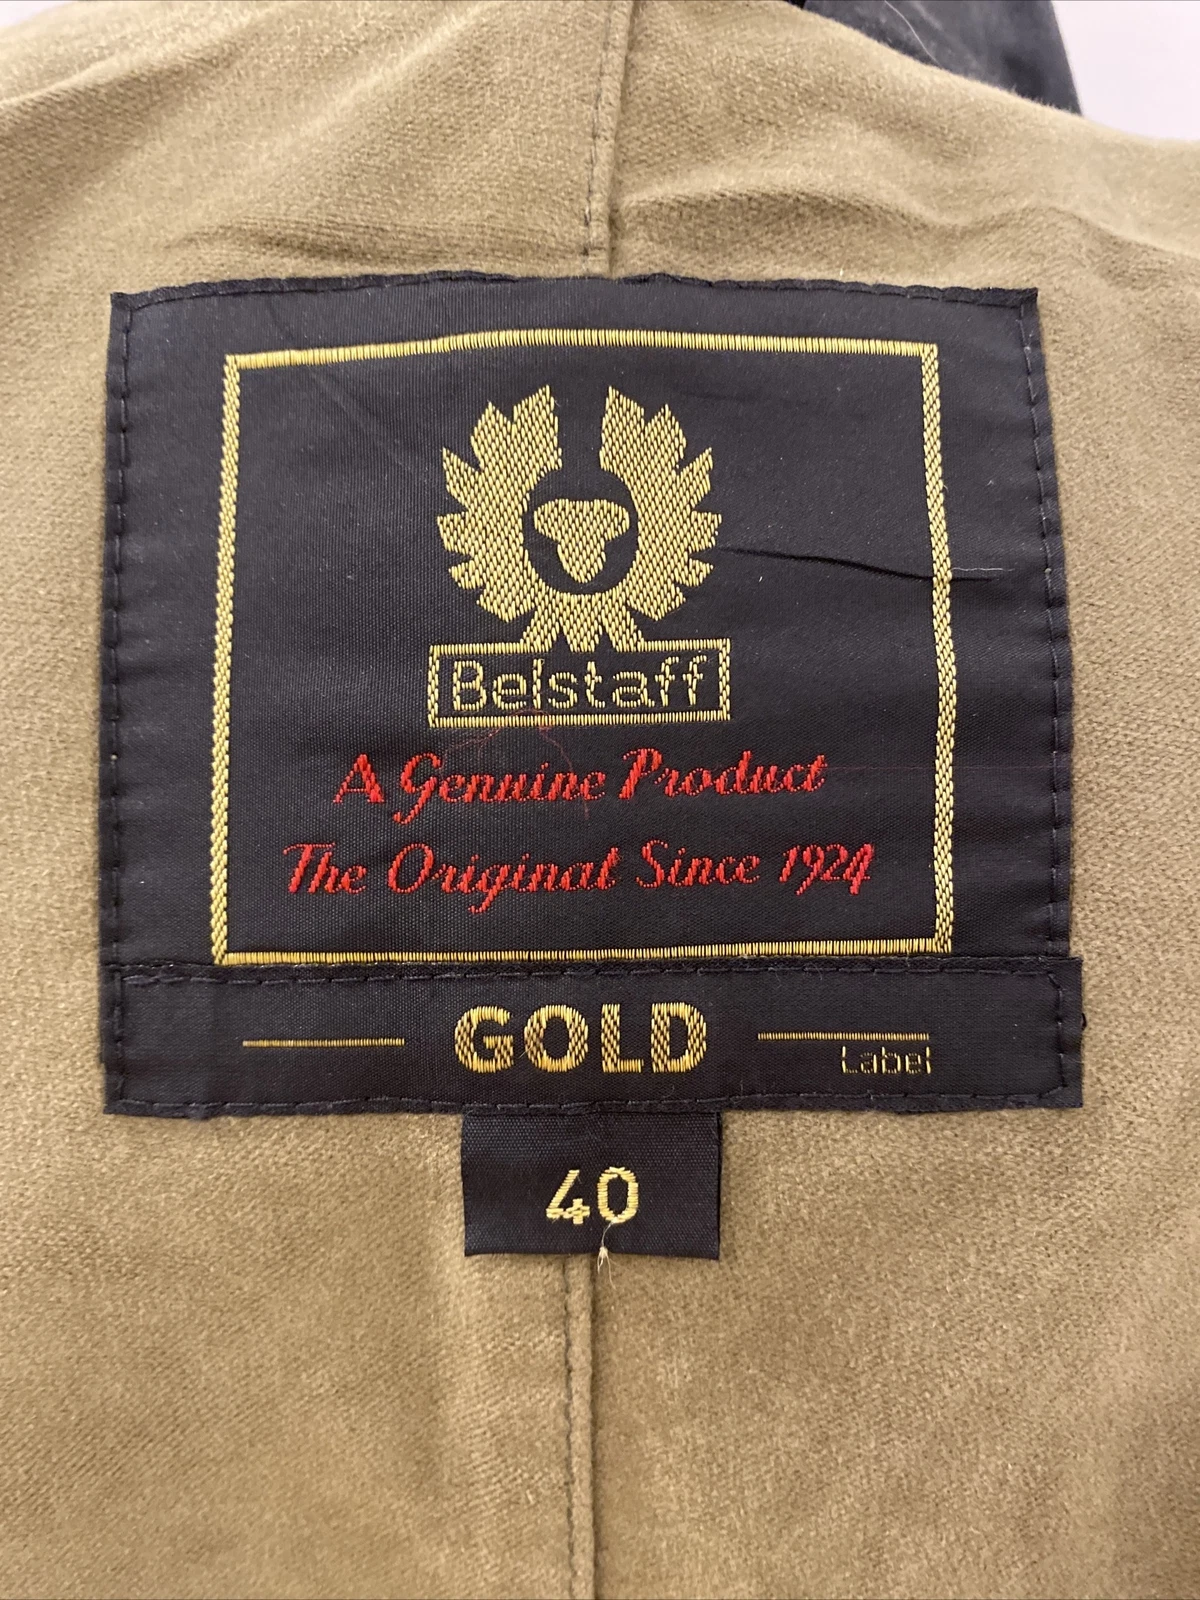 Belstaff
A Genuine Product
The Original Since 1924
GOLD
Label
40